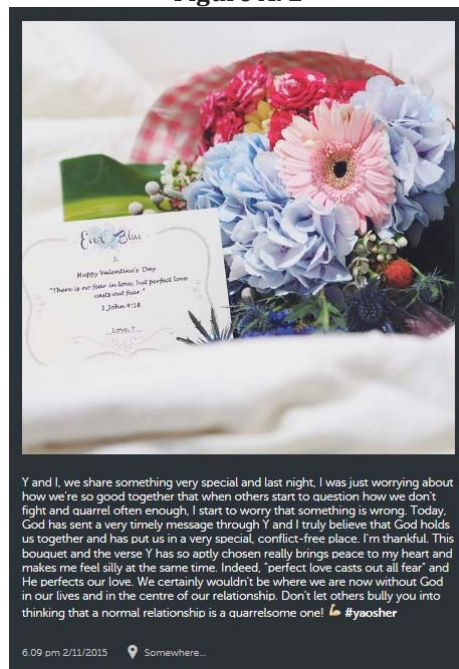 Ever Blue
S,
Happy Valentine's Day.
"There is no fear in love; but perfect love
casts out fear."
1 John 4:18
Love, Y
Y and I, we share something very special and last night, I was just worrying about
how we're so good together that when others start to question how we don't
fight and quarrel often enough, I start to worry that something is wrong. Today,
God has sent a very timely message through Y and I truly believe that God holds
us together and has put us in a very special, conflict-free place. I'm thankful. This
bouquet and the verse Y has so aptly chosen really brings peace to my heart and
makes me feel silly at the same time. Indeed, "perfect love casts out all fear" and
He perfects our love. We certainly wouldn't be where we are now without God
in our lives and in the centre of our relationship. Don't let others bully you into
thinking that a normal relationship is a quarrelsome one! 💪 #yaosher
6.09 pm 2/11/2015 Somewhere...